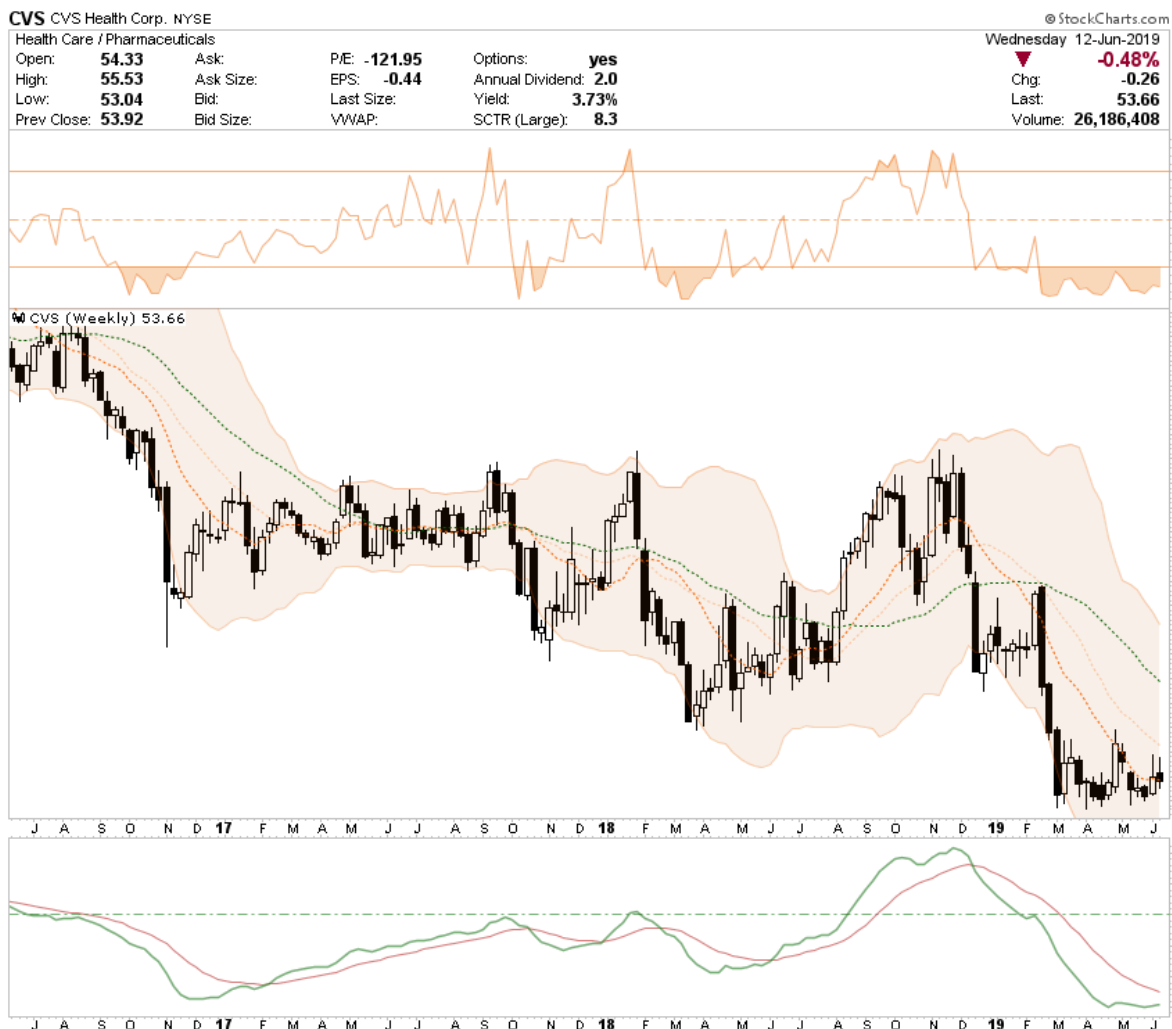 CVS CVS Health Corp. NYSE © StockCharts.com
Health Care / Pharmaceuticals Wednesday 12-Jun-2019
Open: 54.33 Ask: P/E: -121.95 Options: yes ▼ -0.48%
High: 55.53 Ask Size: EPS: -0.44 Annual Dividend: 2.0 Chg: -0.26
Low: 53.04 Bid: Last Size: Yield: 3.73% Last: 53.66
Prev Close: 53.92 Bid Size: VWAP: SCTR (Large): 8.3 Volume: 26,186,408
CVS (Weekly) 53.66
J A S O N D 17 F M A M J J A S O N D 18 F M A M J J A S O N D 19 F M A M J
J A S O N D 17 F M A M J J A S O N D 18 F M A M J J A S O N D 19 F M A M J